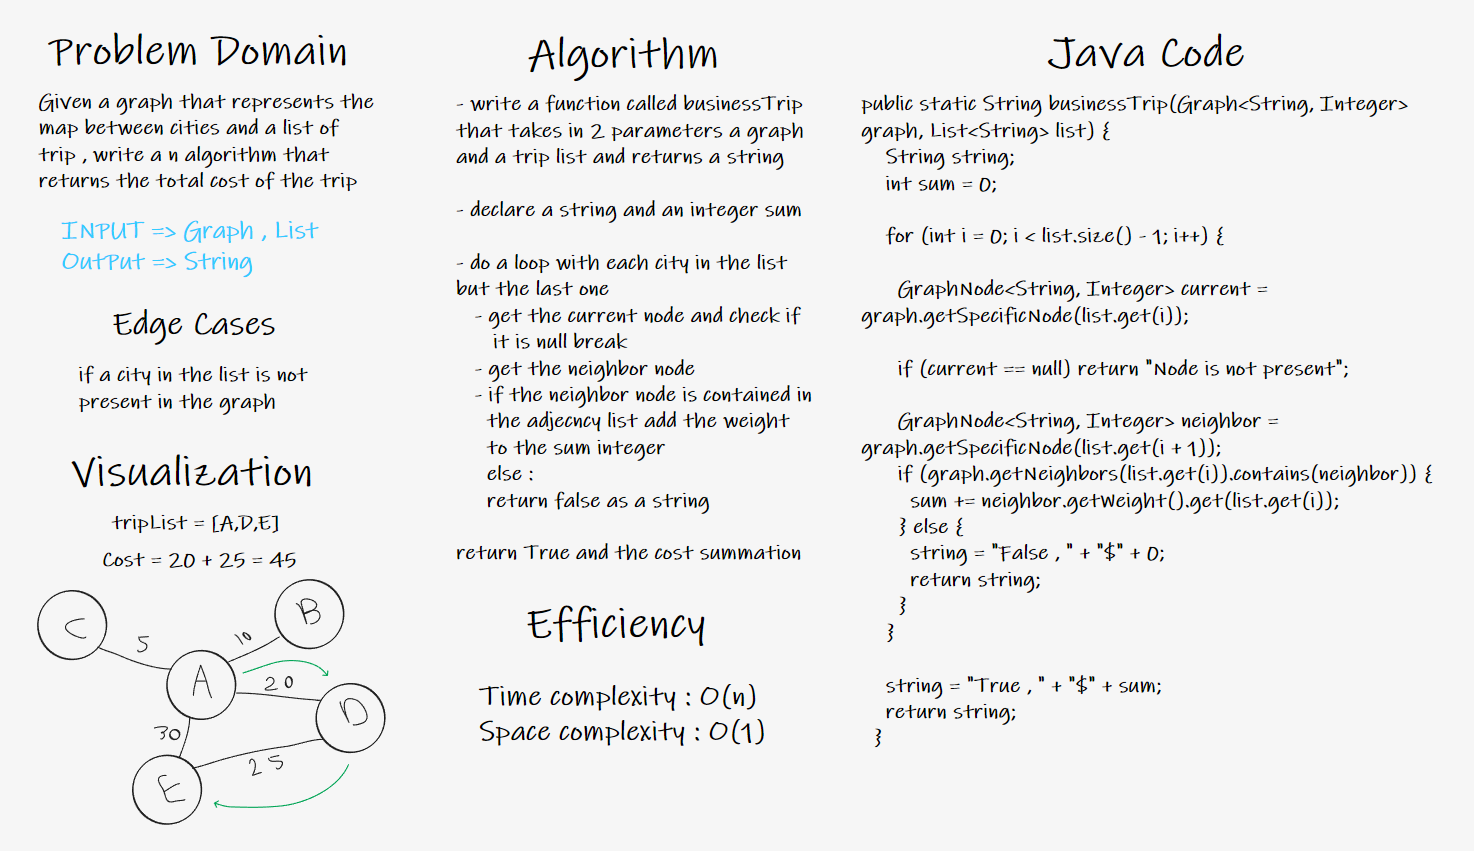 Problem Domain
Given a graph that represents the
map between cities and a list of
trip , write a n algorithm that
returns the total cost of the trip
INPUT => Graph , List
OutPut => String
Edge Cases
if a city in the list is not
present in the graph
Visualization
tripList = [A,D,E]
Cost = 20 + 25 = 45
C
B
5
10
A
20
D
30
25
E
Algorithm
- write a function called businessTrip
that takes in 2 parameters a graph
and a trip list and returns a string
- declare a string and an integer sum
- do a loop with each city in the list
but the last one
- get the current node and check if
it is null break
- get the neighbor node
- if the neighbor node is contained in
the adjecncy list add the weight
to the sum integer
else :
return false as a string
return True and the cost summation
Efficiency
Time complexity : O(n)
Space complexity : O(1)
Java Code
public static String businessTrip(Graph<String, Integer>
graph, List<String> list) {
String string;
int sum = 0;
for (int i = 0; i < list.size() - 1; i++) {
GraphNode<String, Integer> current =
graph.getSpecificNode(list.get(i));
if (current == null) return "Node is not present";
GraphNode<String, Integer> neighbor =
graph.getSpecificNode(list.get(i + 1));
if (graph.getNeighbors(list.get(i)).contains(neighbor)) {
sum += neighbor.getWeight().get(list.get(i));
} else {
string = "False , " + "$" + 0;
return string;
}
}
string = "True , " + "$" + sum;
return string;
}